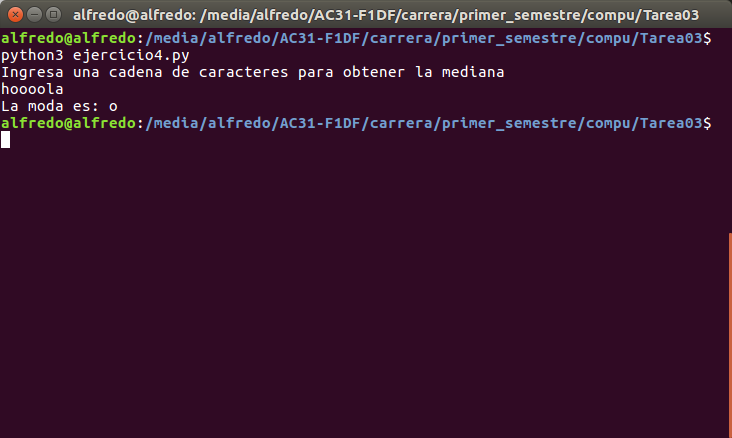 alfredo@alfredo: /media/alfredo/AC31-F1DF/carrera/primer_semestre/compu/Tarea03
alfredo@alfredo:/media/alfredo/AC31-F1DF/carrera/primer_semestre/compu/Tarea03$
python3 ejercicio4.py
Ingresa una cadena de caracteres para obtener la mediana
hoooola
La moda es: o
alfredo@alfredo:/media/alfredo/AC31-F1DF/carrera/primer_semestre/compu/Tarea03$